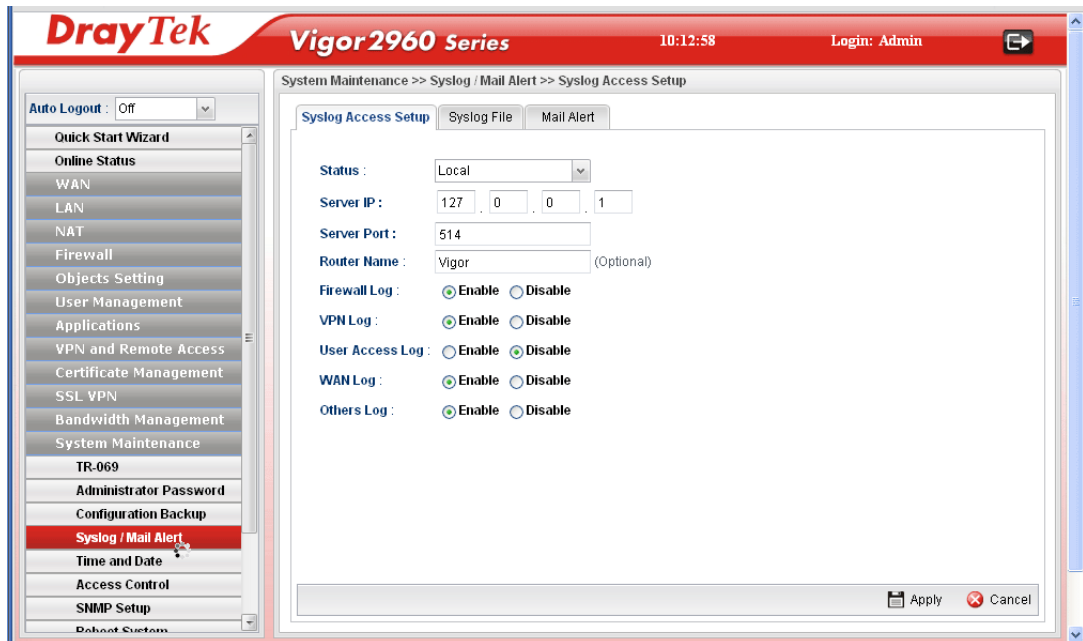 DrayTek
Vigor2960 Series
10:12:58
Login: Admin
System Maintenance >> Syslog / Mail Alert >> Syslog Access Setup
Auto Logout : Off
Quick Start Wizard
Online Status
WAN
LAN
NAT
Firewall
Objects Setting
User Management
Applications
VPN and Remote Access
Certificate Management
SSL VPN
Bandwidth Management
System Maintenance
TR-069
Administrator Password
Configuration Backup
Syslog / Mail Alert
Time and Date
Access Control
SNMP Setup
Reboot System
Syslog Access Setup
Syslog File
Mail Alert
Status : Local
Server IP : 127 . 0 . 0 . 1
Server Port : 514
Router Name : Vigor (Optional)
Firewall Log : Enable Disable
VPN Log : Enable Disable
User Access Log : Enable Disable
WAN Log : Enable Disable
Others Log : Enable Disable
Apply
Cancel